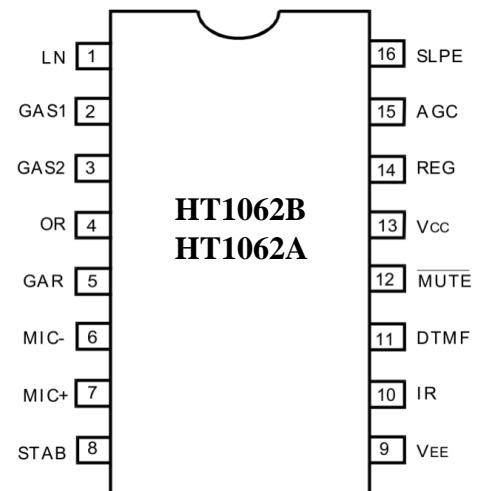 LN 1 16 SLPE
GAS1 2 15 AGC
GAS2 3 14 REG
OR 4 13 Vcc
GAR 5 12 MUTE
MIC- 6 11 DTMF
MIC+ 7 10 IR
STAB 8 9 VEE
HT1062B
HT1062A